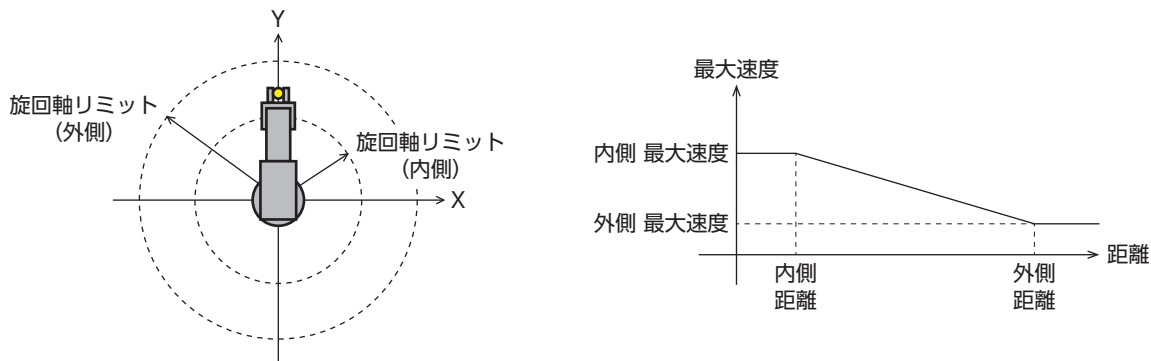 Y
旋回軸リミット
（外側）
旋回軸リミット
（内側）
X
最大速度
内側 最大速度
外側 最大速度
距離
内側
距離
外側
距離